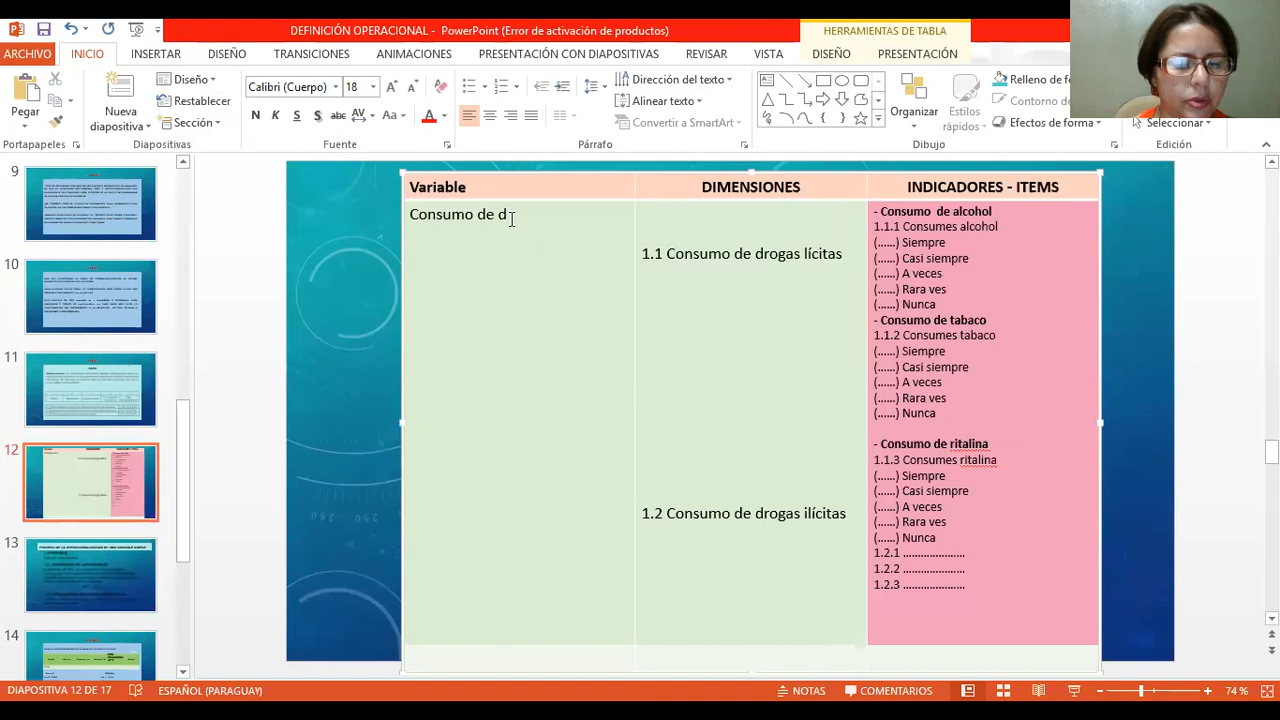 DEFINICIÓN OPERACIONAL - PowerPoint (Error de activación de productos)
HERRAMIENTAS DE TABLA
ARCHIVO INICIO INSERTAR DISEÑO TRANSICIONES ANIMACIONES PRESENTACIÓN CON DIAPOSITIVAS REVISAR VISTA DISEÑO PRESENTACIÓN
Pegar
Nueva diapositiva
Diseño
Restablecer
Sección
Calibri (Cuerpo) 18
N K S S abc AV Aa A
Dirección del texto
Alinear texto
Convertir a SmartArt
Organizar
Estilos rápidos
Relleno de
Contorno d
Efectos de forma
Seleccionar
Portapapeles Diapositivas Fuente Párrafo Dibujo Edición
9
10
11
12
13
14
Variable DIMENSIONES INDICADORES - ITEMS
Consumo de d
1.1 Consumo de drogas lícitas
1.2 Consumo de drogas ilícitas
- Consumo de alcohol
1.1.1 Consumes alcohol
(......) Siempre
(......) Casi siempre
(......) A veces
(......) Rara ves
(......) Nunca
- Consumo de tabaco
1.1.2 Consumes tabaco
(......) Siempre
(......) Casi siempre
(......) A veces
(......) Rara ves
(......) Nunca
- Consumo de ritalina
1.1.3 Consumes ritalina
(......) Siempre
(......) Casi siempre
(......) A veces
(......) Rara ves
(......) Nunca
1.2.1 .....................
1.2.2 .....................
1.2.3 .....................
DIAPOSITIVA 12 DE 17 ESPAÑOL (PARAGUAY) NOTAS COMENTARIOS 74 %